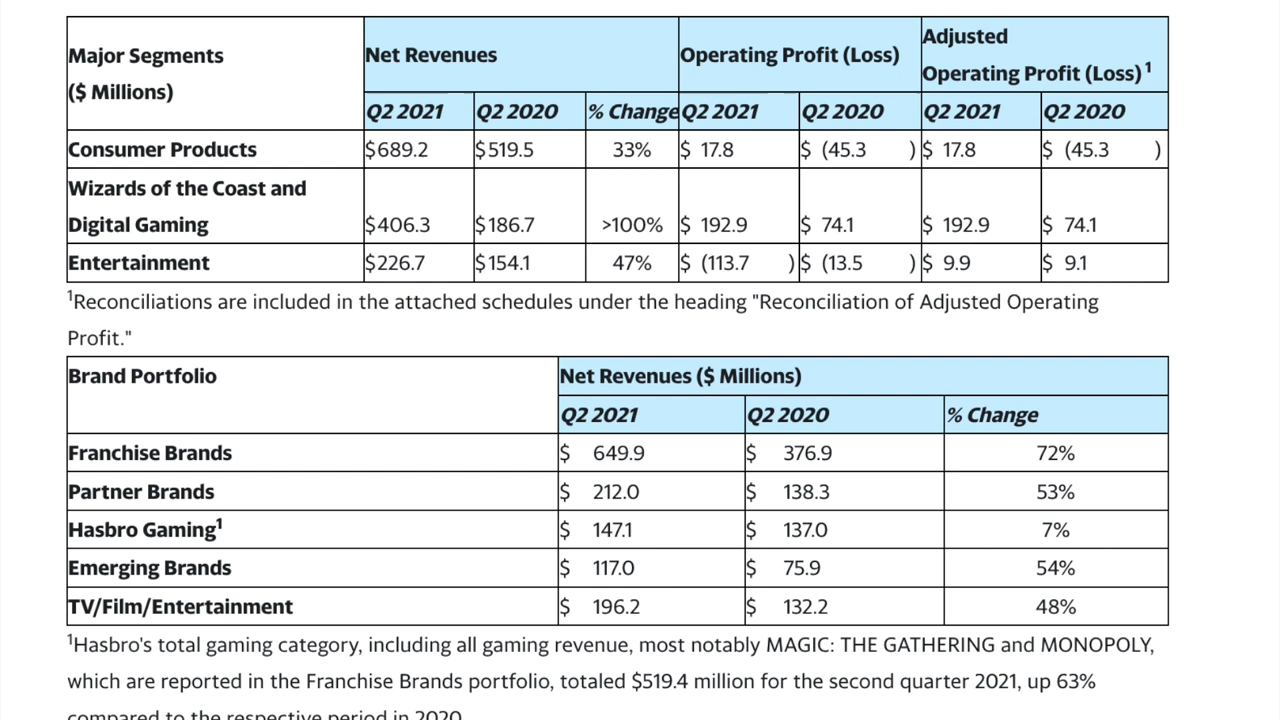 Major Segments
($ Millions)
Net Revenues
Operating Profit (Loss)
Adjusted
Operating Profit (Loss)¹
Q2 2021 Q2 2020 % Change Q2 2021 Q2 2020 Q2 2021 Q2 2020
Consumer Products $689.2 $519.5 33% $ 17.8 $ (45.3 ) $ 17.8 $ (45.3 )
Wizards of the Coast and
Digital Gaming $406.3 $186.7 >100% $ 192.9 $ 74.1 $ 192.9 $ 74.1
Entertainment $226.7 $154.1 47% $ (113.7 ) $ (13.5 ) $ 9.9 $ 9.1
¹Reconciliations are included in the attached schedules under the heading "Reconciliation of Adjusted Operating
Profit."
Brand Portfolio Net Revenues ($ Millions)
Q2 2021 Q2 2020 % Change
Franchise Brands $ 649.9 $ 376.9 72%
Partner Brands $ 212.0 $ 138.3 53%
Hasbro Gaming¹ $ 147.1 $ 137.0 7%
Emerging Brands $ 117.0 $ 75.9 54%
TV/Film/Entertainment $ 196.2 $ 132.2 48%
¹Hasbro's total gaming category, including all gaming revenue, most notably MAGIC: THE GATHERING and MONOPOLY,
which are reported in the Franchise Brands portfolio, totaled $519.4 million for the second quarter 2021, up 63%
compared to the respective period in 2020